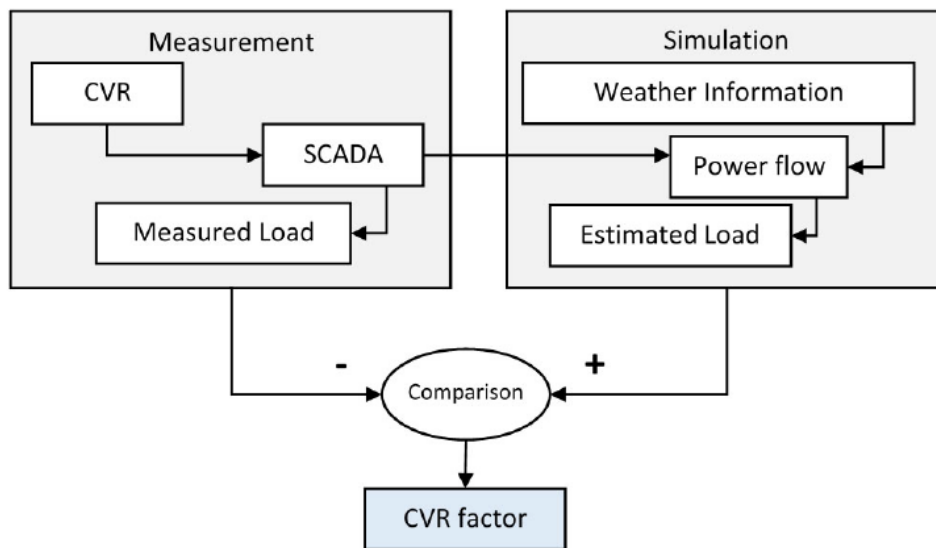 Measurement
CVR
SCADA
Measured Load
Simulation
Weather Information
Power flow
Estimated Load
-
+
Comparison
CVR factor